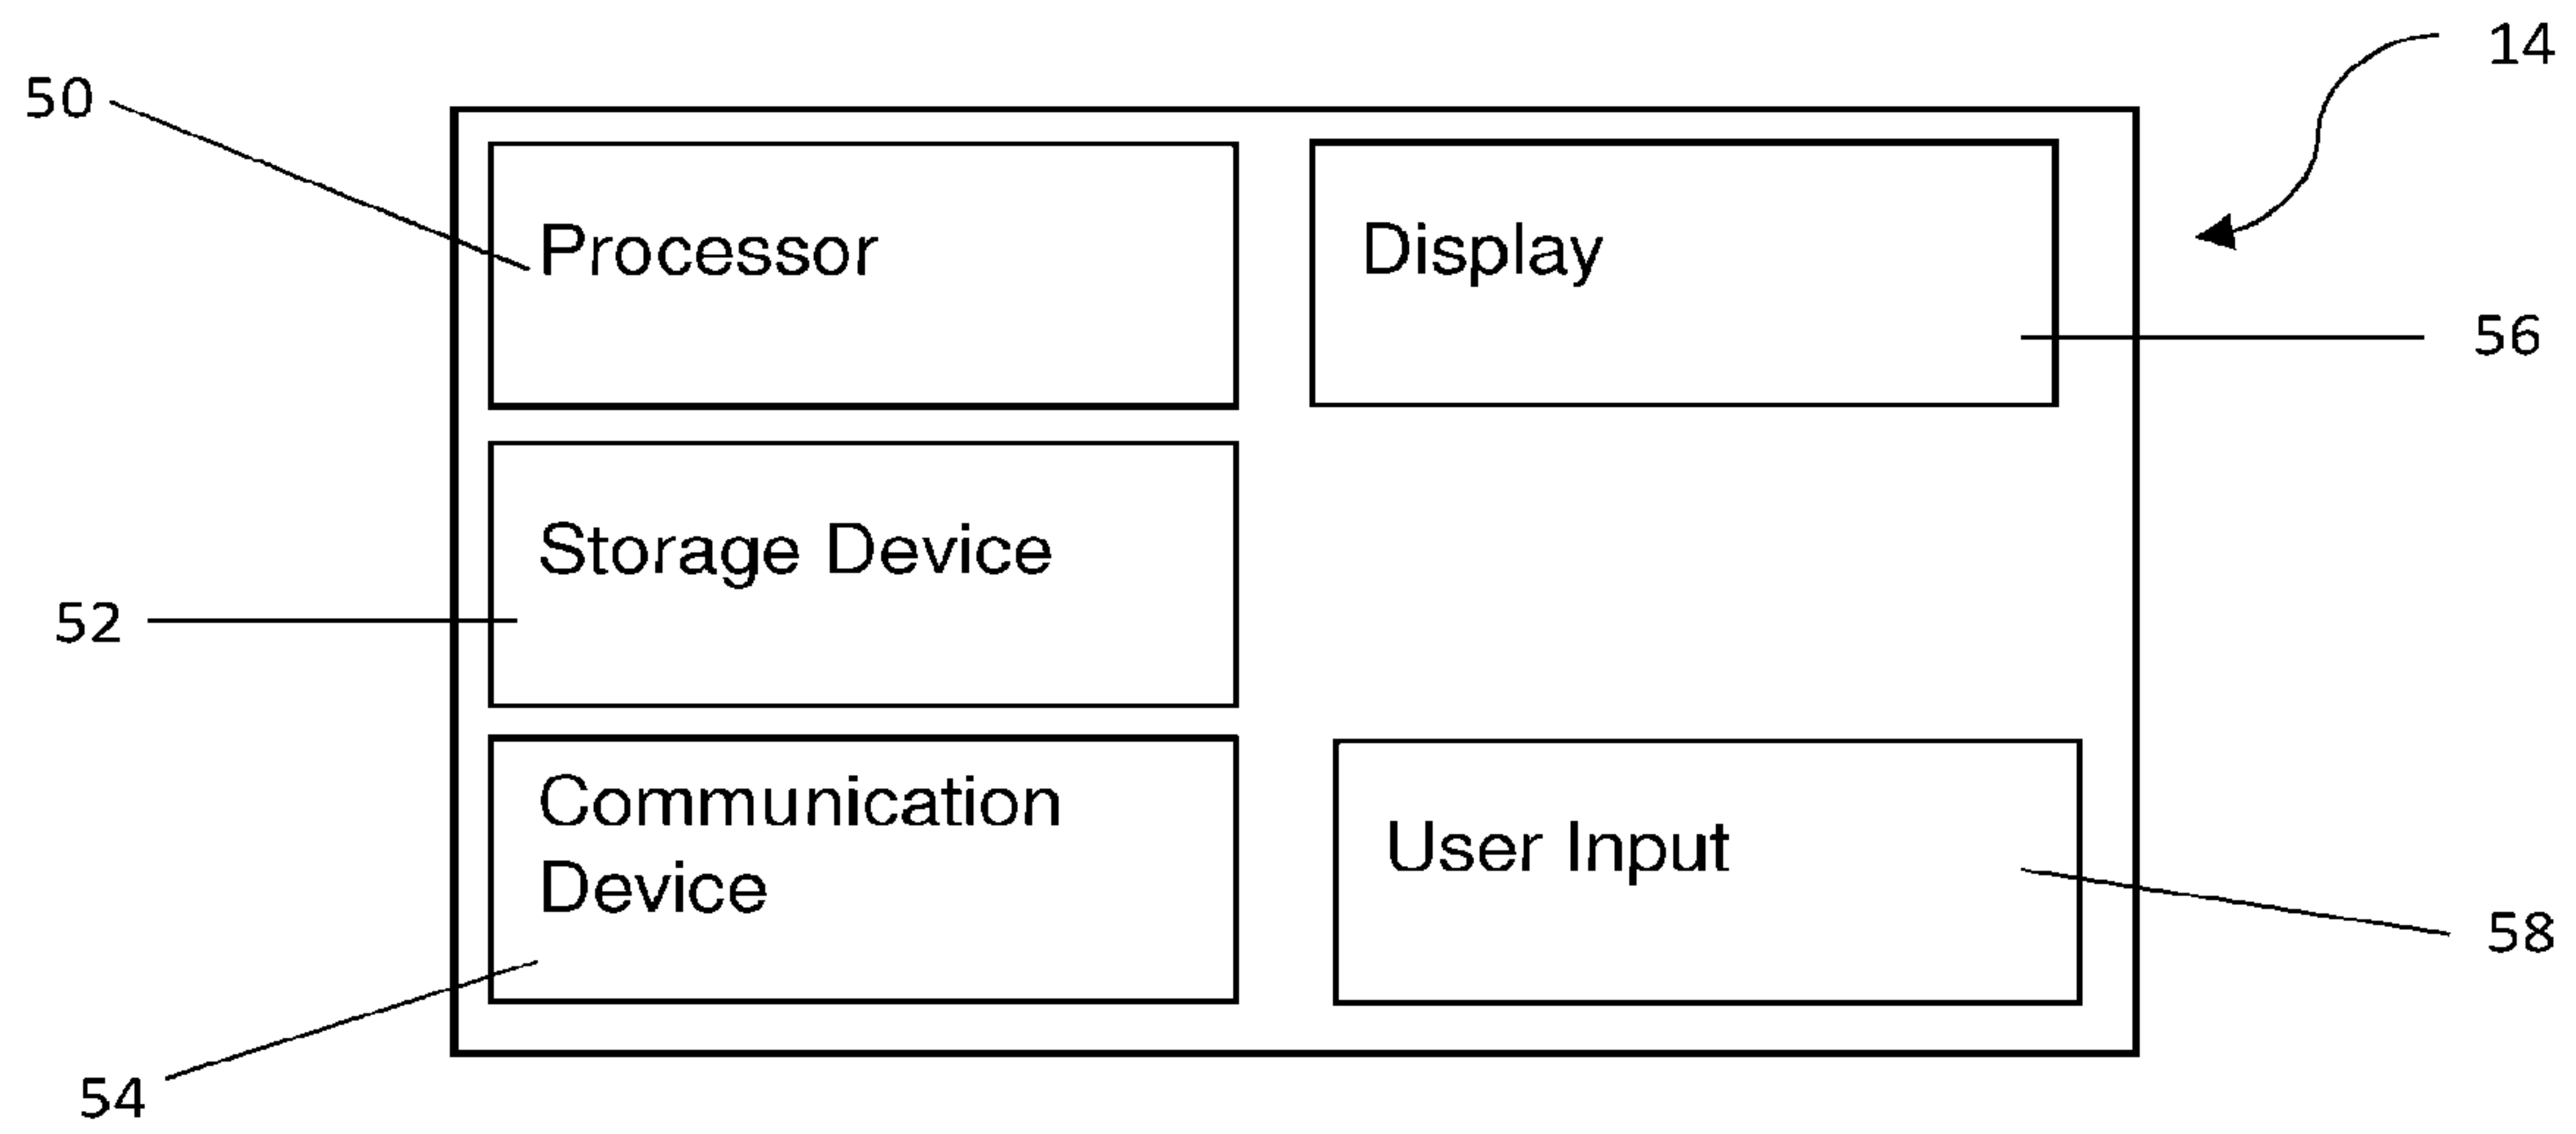 14
50
Processor
Display
56
Storage Device
52
Communication
Device
User Input
58
54